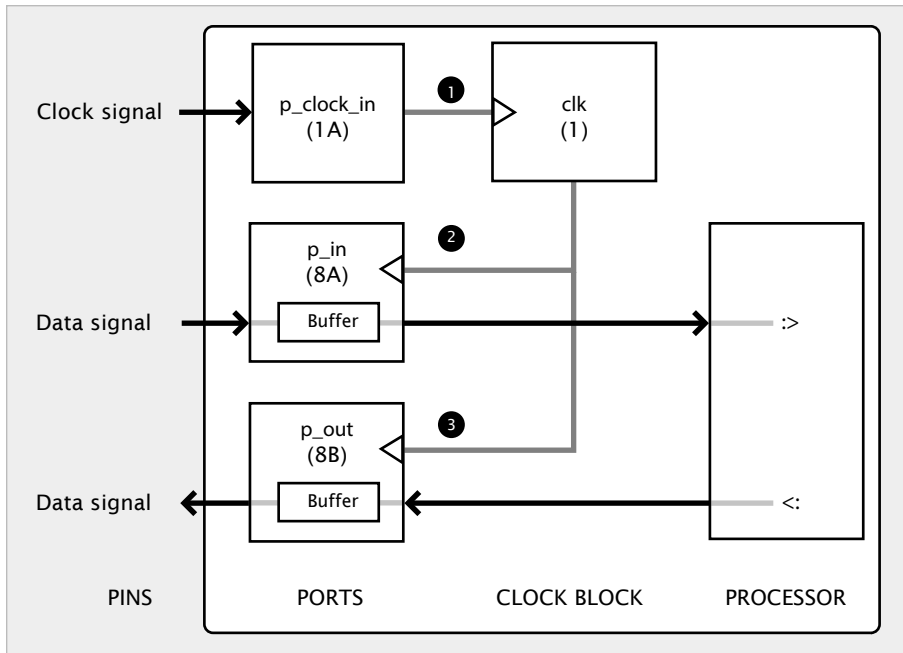 Clock signal
p_clock_in
(1A)
1
clk
(1)
2
p_in
(8A)
Data signal
Buffer
:>
3
p_out
(8B)
Data signal
Buffer
<:
PINS
PORTS
CLOCK BLOCK
PROCESSOR